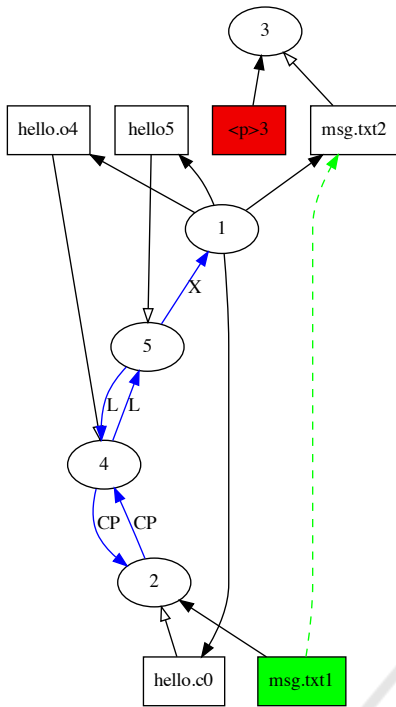 3
hello.o4
hello5
<p>3
msg.txt2
1
X
5
L
L
4
CP
CP
2
hello.c0
msg.txt1